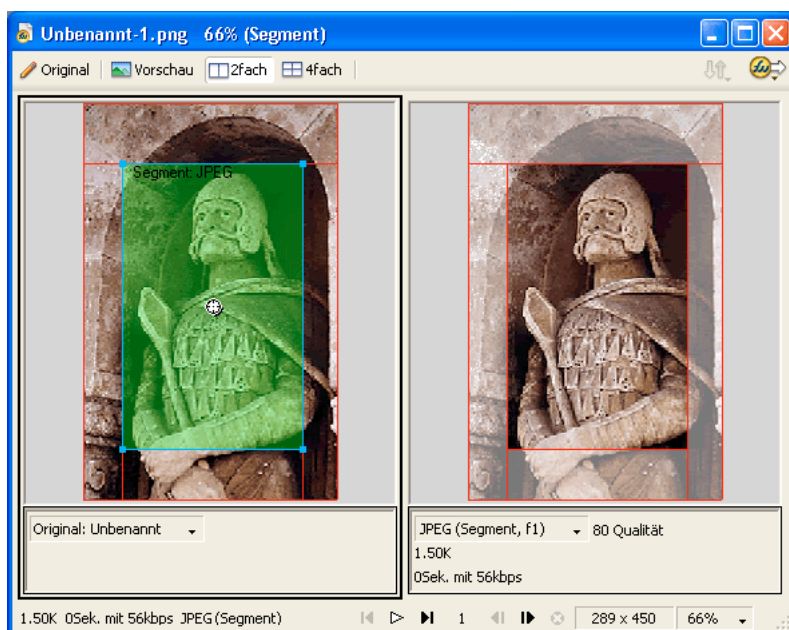 Unbenannt-1.png 66% (Segment)
Original Vorschau 2fach 4fach
Segment: JPEG
Original: Unbenannt
JPEG (Segment, f1) 80 Qualität
1.50K
0Sek. mit 56kbps
1.50K 0Sek. mit 56kbps JPEG (Segment) 1 289 x 450 66%